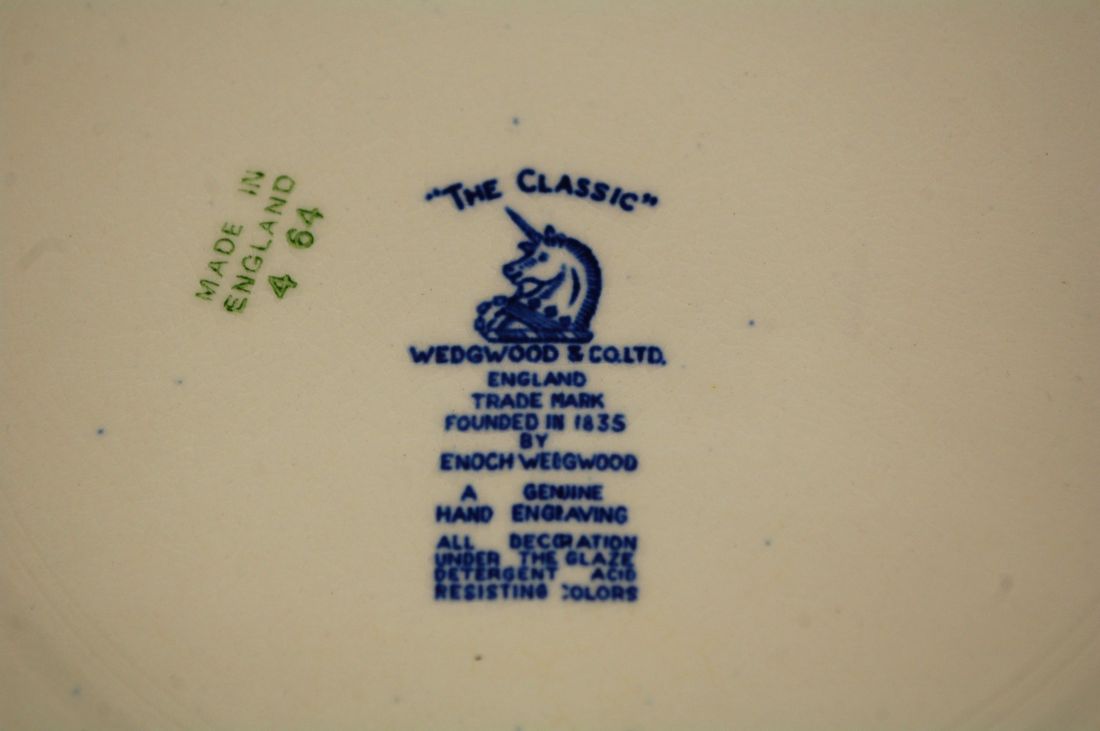 MADE IN
ENGLAND
4 64
"THE CLASSIC"
WEDGWOOD & CO. LTD.
ENGLAND
TRADE MARK
FOUNDED IN 1835
BY
ENOCH WEDGWOOD
A GENUINE
HAND ENGRAVING
ALL DECORATION
UNDER THE GLAZE
DETERGENT ACID
RESISTING COLORS